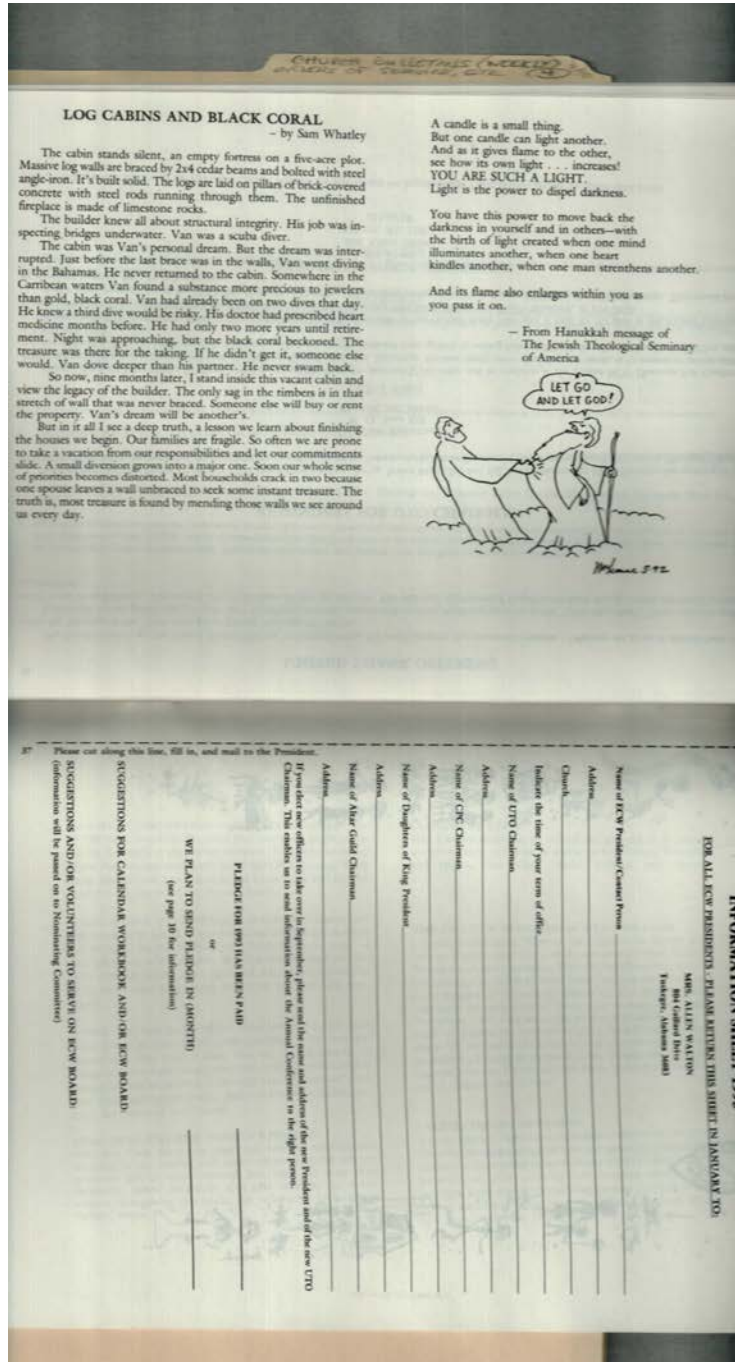 CHURCH BULLETINS (WEEKLY)
ORDERS OF SERVICE, ETC.
LOG CABINS AND BLACK CORAL
– by Sam Whatley
The cabin stands silent, an empty fortress on a five-acre plot.
Massive log walls are braced by 2x4 cedar beams and bolted with steel
angle-iron. It's built solid. The logs are laid on pillars of brick-covered
concrete with steel rods running through them. The unfinished
fireplace is made of limestone rocks.
The builder knew all about structural integrity. His job was in-
specting bridges underwater. Van was a scuba diver.
The cabin was Van's personal dream. But the dream was inter-
rupted. Just before the last brace was in the walls, Van went diving
in the Bahamas. He never returned to the cabin. Somewhere in the
Carribean waters Van found a substance more precious to jewelers
than gold, black coral. Van had already been on two dives that day.
He knew a third dive would be risky. His doctor had prescribed heart
medicine months before. He had only two more years until retire-
ment. Night was approaching, but the black coral beckoned. The
treasure was there for the taking. If he didn't get it, someone else
would. Van dove deeper than his partner. He never swam back.
So now, nine months later, I stand inside this vacant cabin and
view the legacy of the builder. The only sag in the timbers is in that
stretch of wall that was never braced. Someone else will buy or rent
the property. Van's dream will be another's.
But in it all I see a deep truth, a lesson we learn about finishing
the houses we begin. Our families are fragile. So often we are prone
to take a vacation from our responsibilities and let our commitments
slide. A small diversion grows into a major one. Soon our whole sense
of priorities becomes distorted. Most households crack in two because
one spouse leaves a wall unbraced to seek some instant treasure. The
truth is, most treasure is found by mending those walls we see around
us every day.
A candle is a small thing.
But one candle can light another.
And as it gives flame to the other,
see how its own light . . . increases!
YOU ARE SUCH A LIGHT.
Light is the power to dispel darkness.
You have this power to move back the
darkness in yourself and in others—with
the birth of light created when one mind
illuminates another, when one heart
kindles another, when one man strenthens another.
And its flame also enlarges within you as
you pass it on.
— From Hanukkah message of
The Jewish Theological Seminary
of America
LET GO
AND LET GOD!
5-92
INFORMATION SHEET
FOR ALL ECW PRESIDENTS - PLEASE RETURN THIS SHEET IN JANUARY TO:
MRS. ALLEN WALTON
804 Gaillard Drive
Tuskegee, Alabama 36083
Name of ECW President/Contact Person
Address
Church
Indicate the time of your term of office
Name of UTO Chairman
Address
Name of CPC Chairman
Address
Name of Daughters of King President
Address
Name of Altar Guild Chairman
Address
If you elect new officers to take over in September, please send the name and address of the new President and of the new UTO
Chairman. This enables us to send information about the Annual Conference to the right person.
PLEDGE FOR 1993 HAS BEEN PAID
or
WE PLAN TO SEND PLEDGE IN (MONTH)
(see page 10 for information)
SUGGESTIONS FOR CALENDAR WORKBOOK AND/OR ECW BOARD:
SUGGESTIONS AND/OR VOLUNTEERS TO SERVE ON ECW BOARD:
(information will be passed on to Nominating Committee)
37 Please cut along this line, fill in, and mail to the President.